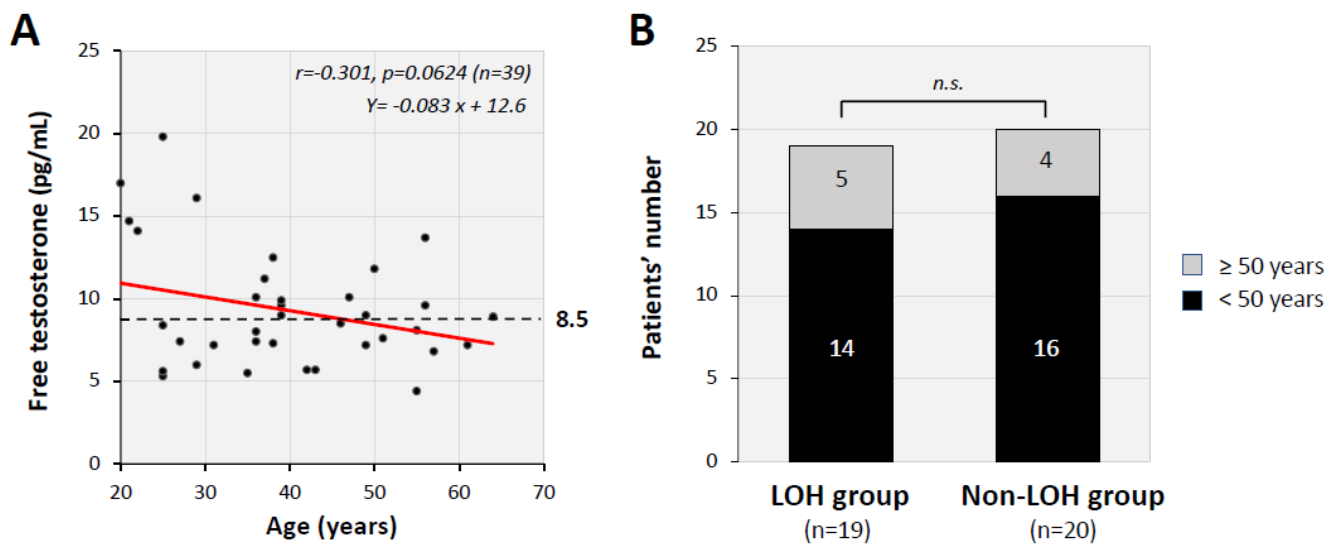 A
25
20
15
10
5
0
Free testosterone (pg/mL)
r=-0.301, p=0.0624 (n=39)
Y= -0.083 x + 12.6
8.5
20 30 40 50 60 70
Age (years)
B
25
20
15
10
5
0
Patients' number
n.s.
5
14
4
16
LOH group
(n=19)
Non-LOH group
(n=20)
≥ 50 years
< 50 years